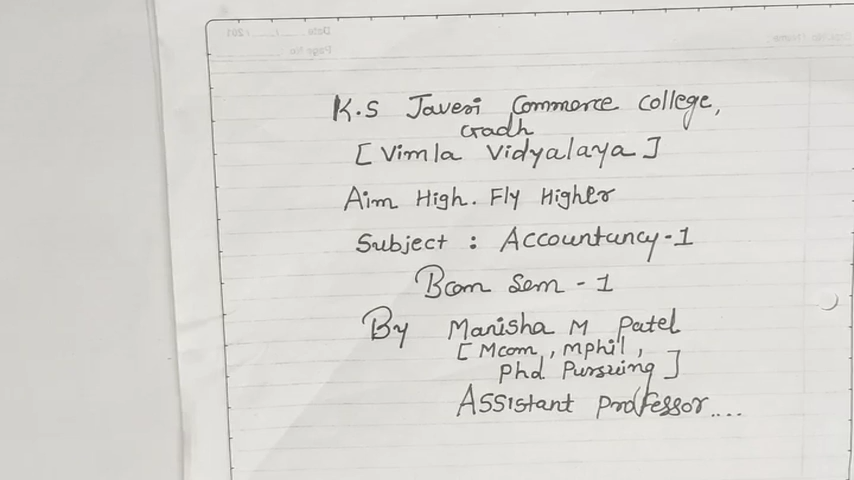 K.S Javeri Commerce College,
Gadh
[Vimla Vidyalaya]
Aim High. Fly Higher
Subject : Accountancy-1
Bcom Sem - 1
By Manisha M Patel
[Mcom, Mphil,
Phd Pursuing]
Assistant Professor....